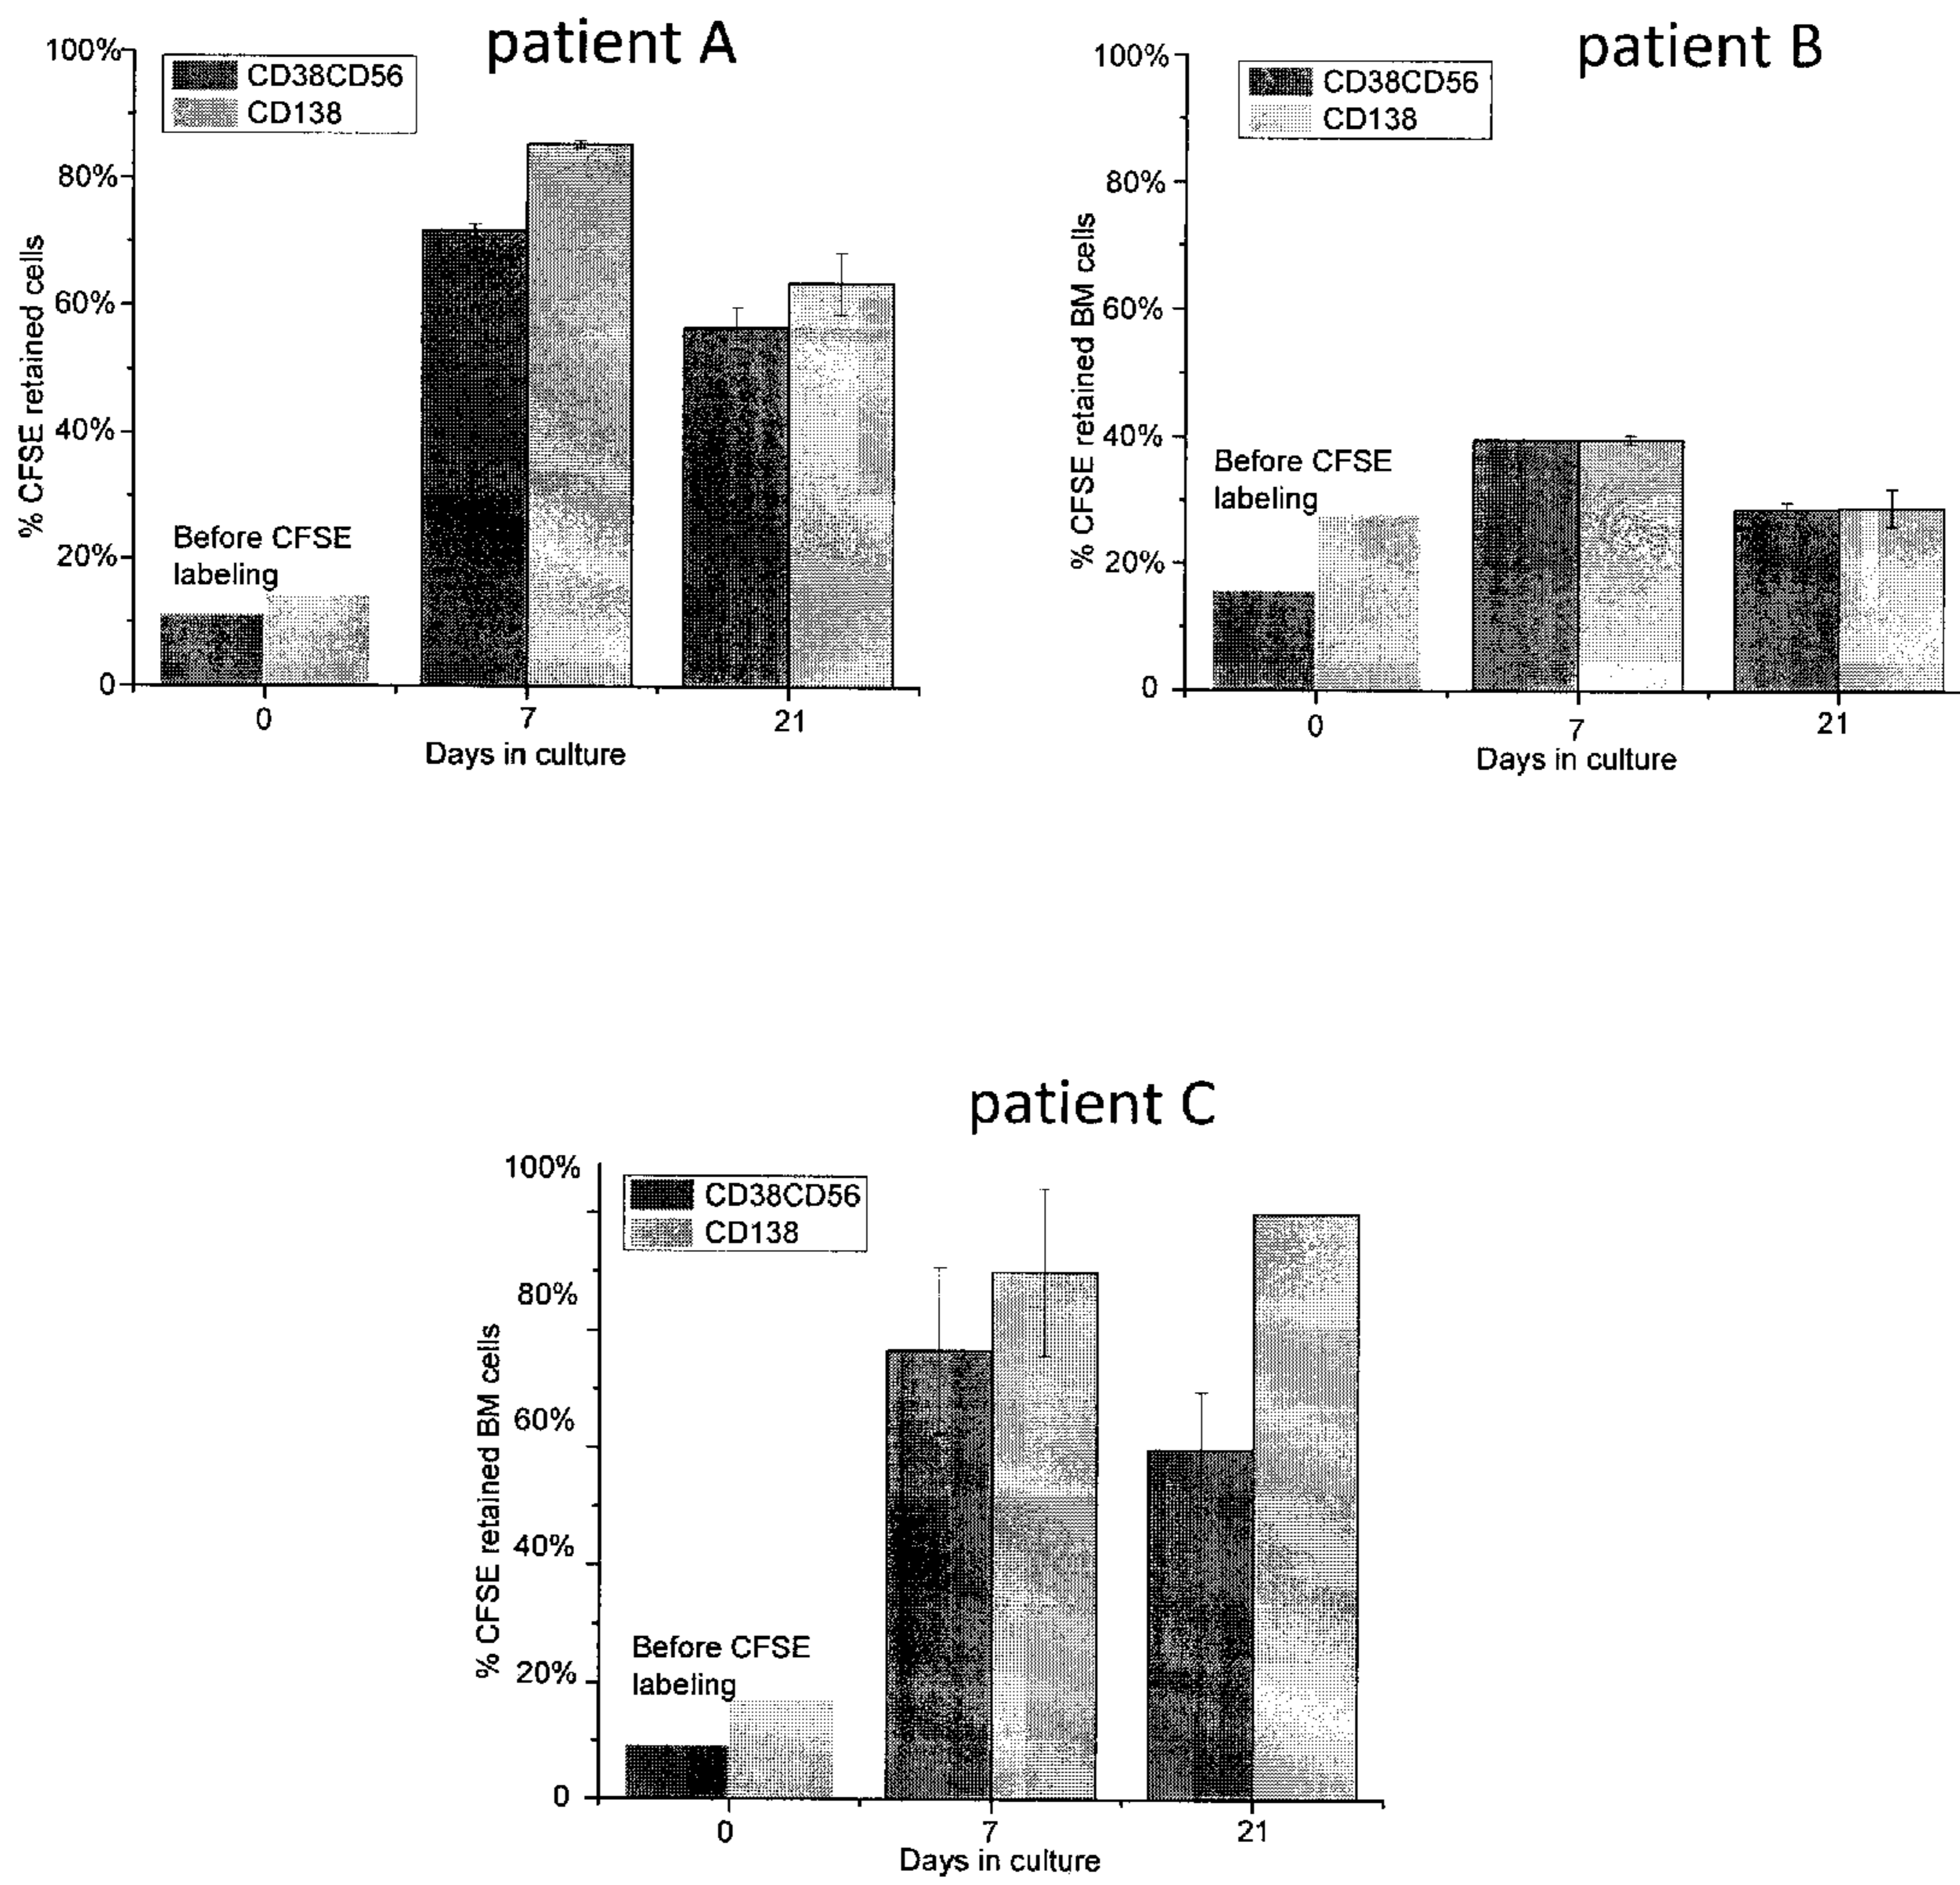 patient A
100%
80%
60%
40%
20%
0
% CFSE retained cells
CD38CD56
CD138
Before CFSE
labeling
0
7
21
Days in culture
patient B
100%
80%
60%
40%
20%
0
% CFSE retained BM cells
CD38CD56
CD138
Before CFSE
labeling
0
7
21
Days in culture
patient C
100%
80%
60%
40%
20%
0
% CFSE retained BM cells
CD38CD56
CD138
Before CFSE
labeling
0
7
21
Days in culture